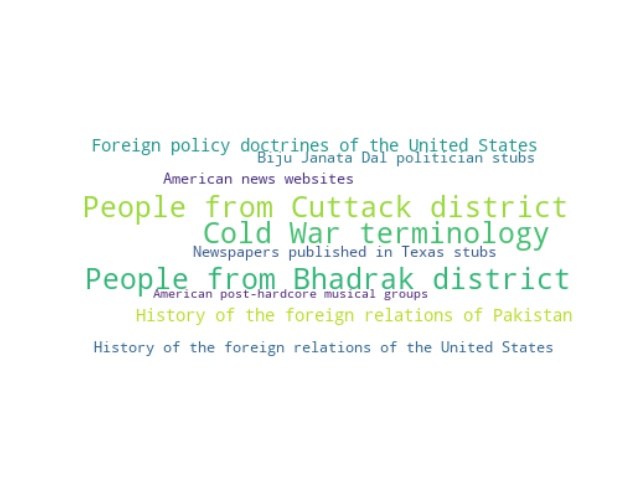 Foreign policy doctrines of the United States
Biju Janata Dal politician stubs
American news websites
People from Cuttack district
Cold War terminology
Newspapers published in Texas stubs
People from Bhadrak district
American post-hardcore musical groups
History of the foreign relations of Pakistan
History of the foreign relations of the United States